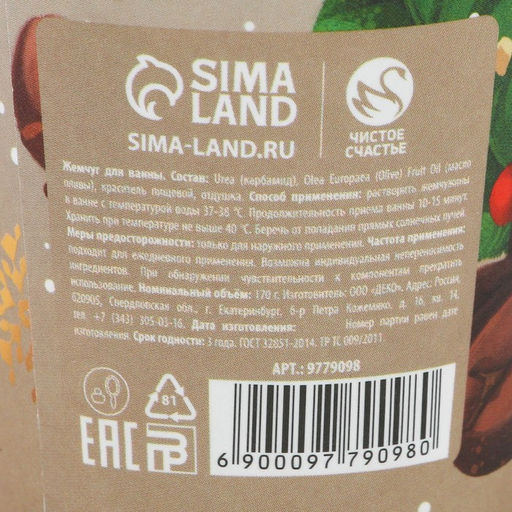 SIMA
LAND
SIMA-LAND.RU
ЧИСТОЕ
СЧАСТЬЕ
Жемчуг для ванны. Состав: Urea (карбамид), Olea Europaea (Olive) Fruit Oil (масло
оливы), краситель пищевой, отдушка. Способ применения: растворить жемчужины
в ванне с температурой воды 37-38 °C. Продолжительность приема ванны 10-15 минут.
Хранить при температуре не выше 40 °C. Беречь от попадания прямых солнечных лучей.
Меры предосторожности: только для наружного применения. Частота применения:
подходит для ежедневного применения. Возможна индивидуальная непереносимость
ингредиентов. При обнаружении чувствительности к компонентам прекратить
использование. Номинальный объём: 170 г. Изготовитель: ООО «ДЕКО». Адрес: Россия,
620905, Свердловская обл., г. Екатеринбург, б-р Петра Кожемяко, д. 16, кв. 14,
тел. +7 (343) 305-03-16. Дата изготовления: Номер партии равен дате
изготовления. Срок годности: 3 года. ГОСТ 32851-2014. ТР ТС 009/2011.
АРТ.: 9779098
81
EAC
РР
6 900097 790980